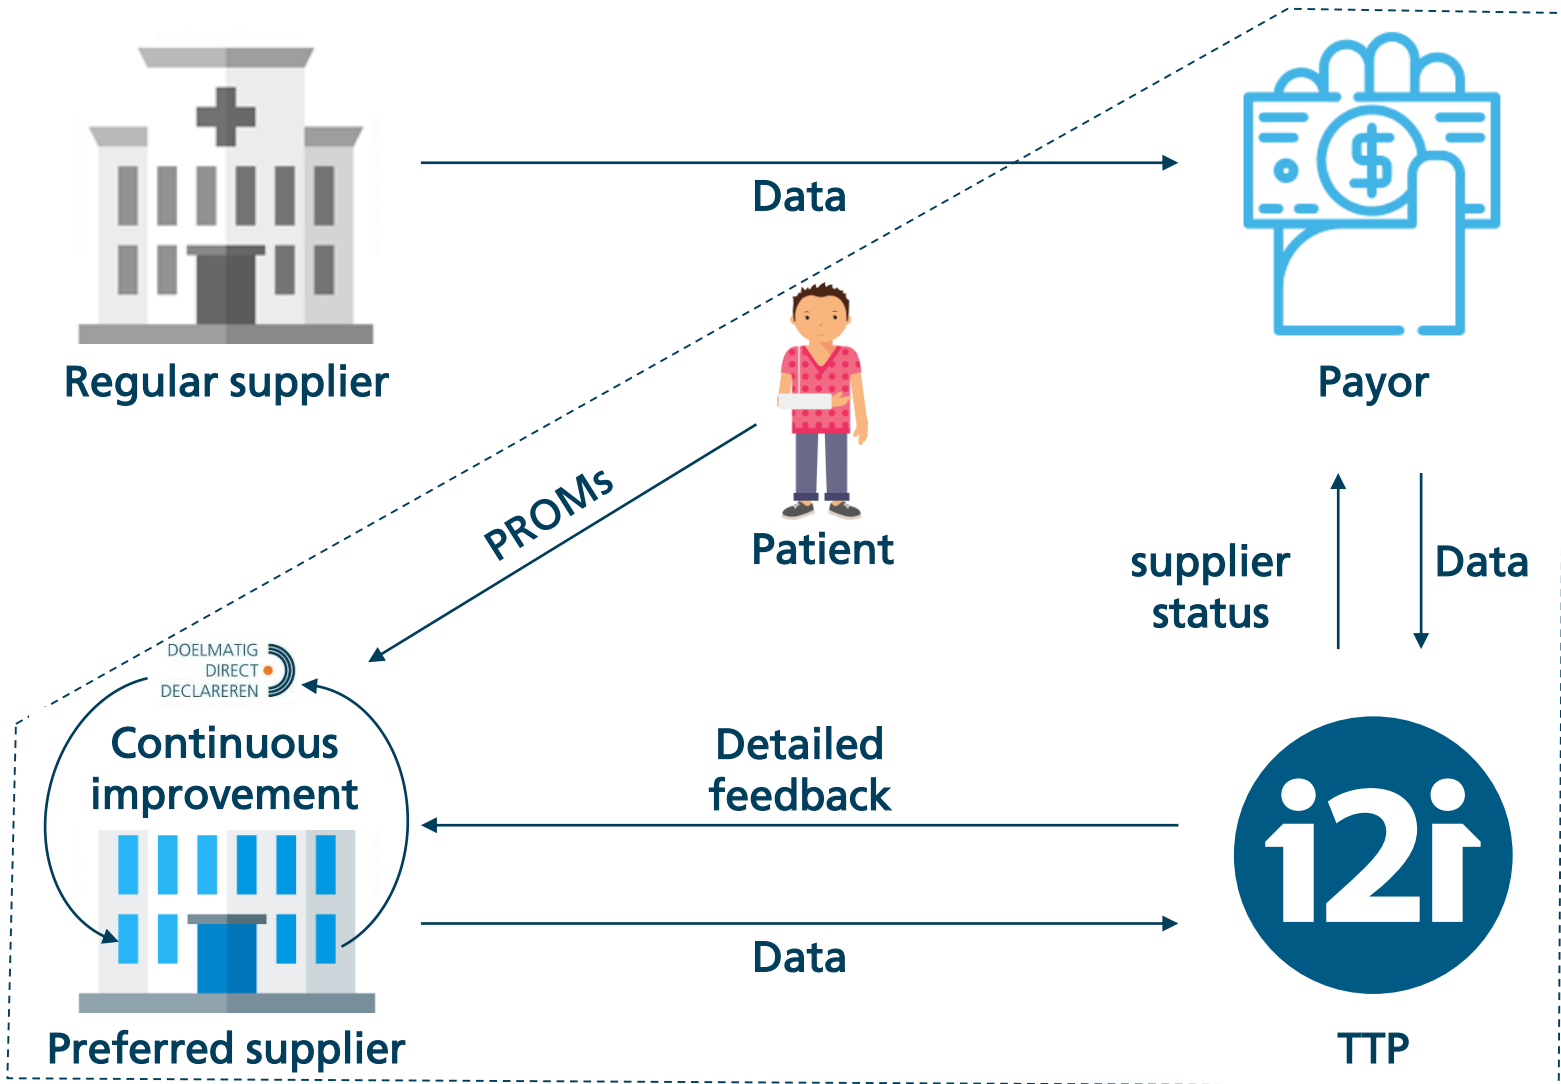 Data
Regular supplier
Payor
PROMs
Patient
supplier
status
Data
DOELMATIG
DIRECT
DECLAREREN
Continuous
improvement
Detailed
feedback
i2i
Data
Preferred supplier
TTP